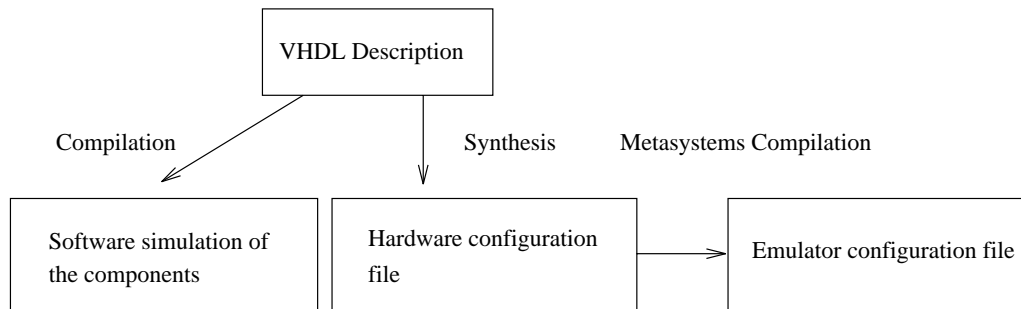 VHDL Description
Compilation
Synthesis
Metasystems Compilation
Software simulation of
the components
Hardware configuration
file
Emulator configuration file